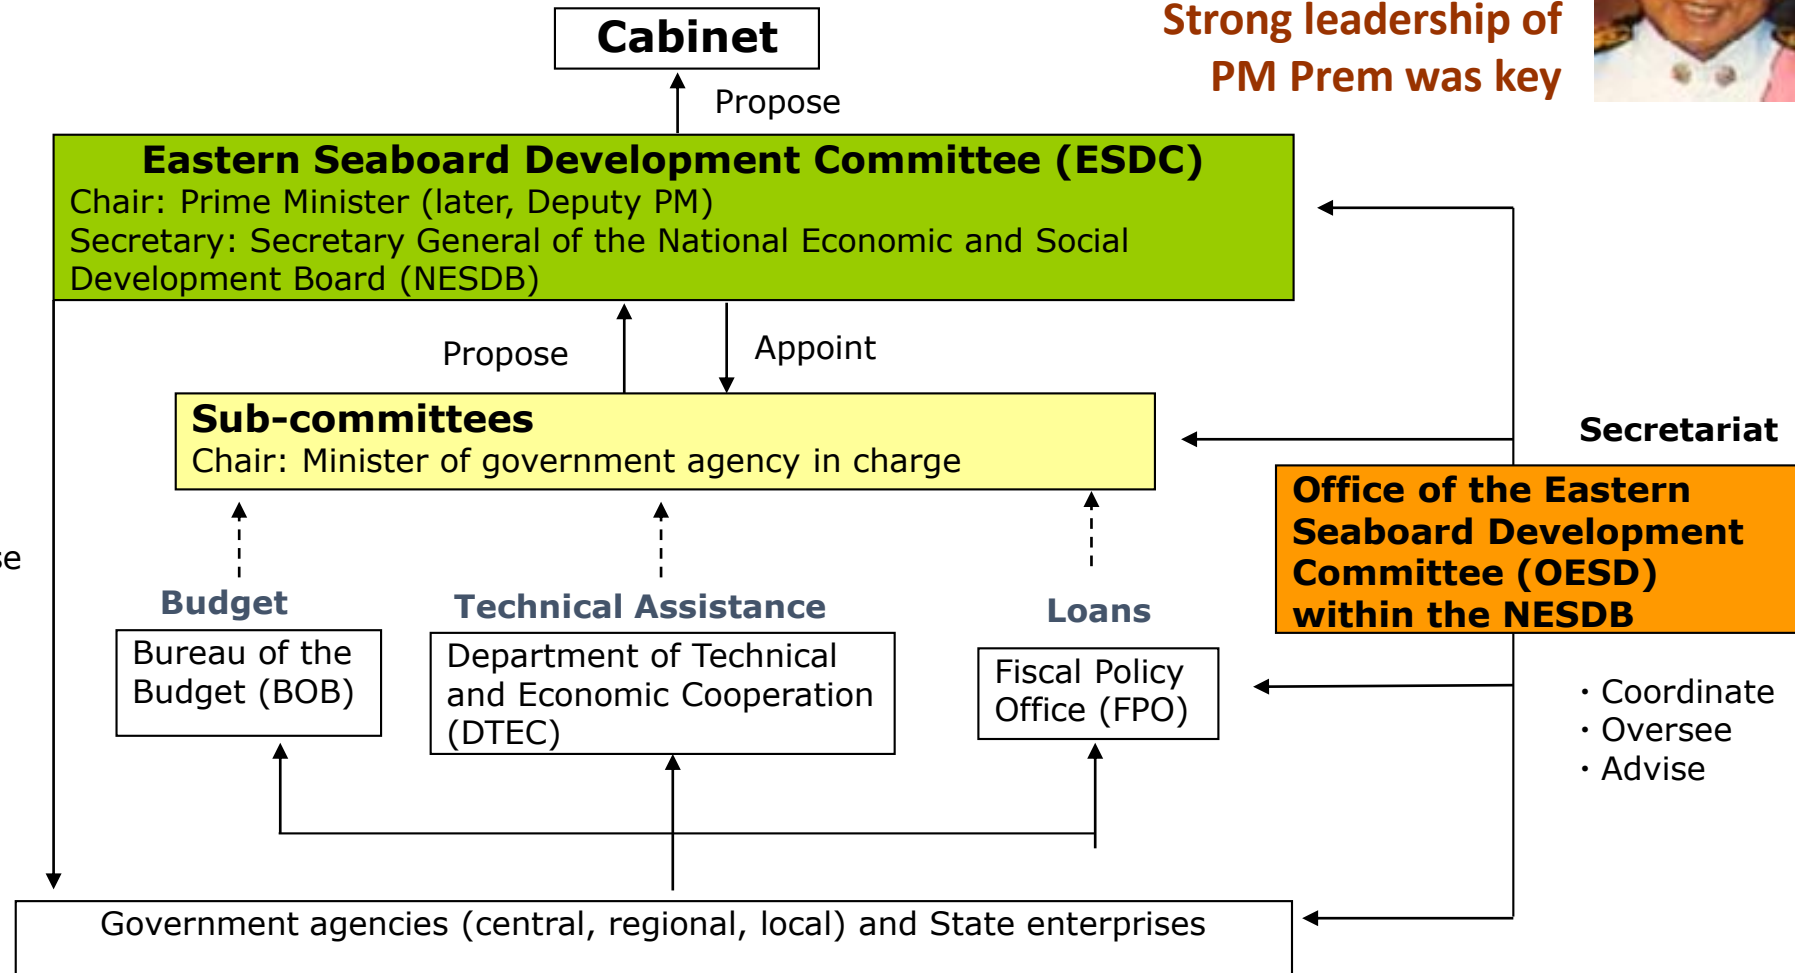 Cabinet
Strong leadership of
PM Prem was key
Propose
Eastern Seaboard Development Committee (ESDC)
Chair: Prime Minister (later, Deputy PM)
Secretary: Secretary General of the National Economic and Social
Development Board (NESDB)
Propose
Appoint
Sub-committees
Chair: Minister of government agency in charge
Secretariat
Office of the Eastern
Seaboard Development
Committee (OESD)
within the NESDB
Budget
Technical Assistance
Loans
Bureau of the
Budget (BOB)
Department of Technical
and Economic Cooperation
(DTEC)
Fiscal Policy
Office (FPO)
・Coordinate
・Oversee
・Advise
Government agencies (central, regional, local) and State enterprises